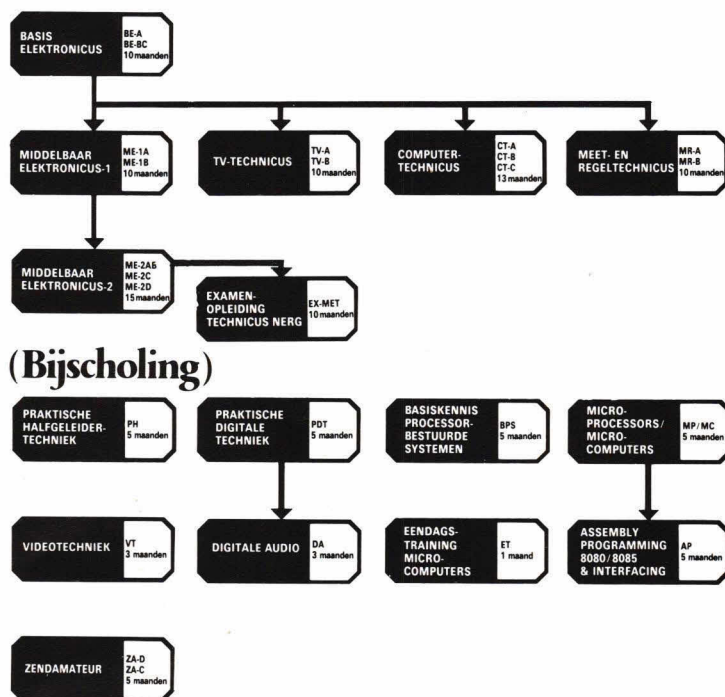 BASIS
ELEKTRONICUS
BE-A
BE-BC
10 maanden
MIDDELBAAR
ELEKTRONICUS-1
ME-1A
ME-1B
10 maanden
TV-TECHNICUS
TV-A
TV-B
10 maanden
COMPUTER-
TECHNICUS
CT-A
CT-B
CT-C
13 maanden
MEET- EN
REGELTECHNICUS
MR-A
MR-B
10 maanden
MIDDELBAAR
ELEKTRONICUS-2
ME-2AB
ME-2C
ME-2D
15 maanden
EXAMEN-
OPLEIDING
TECHNICUS NERG
EX-MET
10 maanden
(Bijscholing)
PRAKTISCHE
HALFGELEIDER-
TECHNIEK
PH
5 maanden
PRAKTISCHE
DIGITALE
TECHNIEK
PDT
5 maanden
BASISKENNIS
PROCESSOR-
BESTUURDE
SYSTEMEN
BPS
5 maanden
MICRO-
PROCESSORS/
MICRO-
COMPUTERS
MP/MC
5 maanden
VIDEOTECHNIEK
VT
3 maanden
DIGITALE AUDIO
DA
3 maanden
EENDAGS-
TRAINING
MICRO-
COMPUTERS
ET
1 maand
ASSEMBLY
PROGRAMMING
8080/8085
& INTERFACING
AP
5 maanden
ZENDAMATEUR
ZA-D
ZA-C
5 maanden